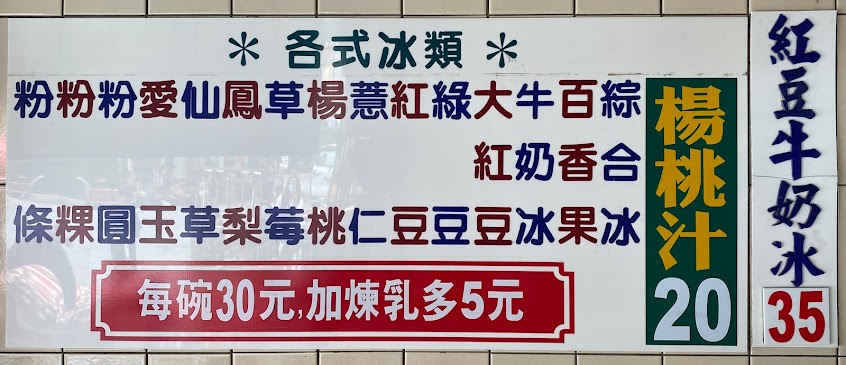 ＊ 各式冰類 ＊
綜合冰
百香果
牛奶冰
大紅豆
綠豆
紅豆
薏仁
楊桃
草莓
鳳梨
仙草
愛玉
粉圓
粉粿
粉條
每碗30元,加煉乳多5元
楊桃汁
20
紅豆牛奶冰
35